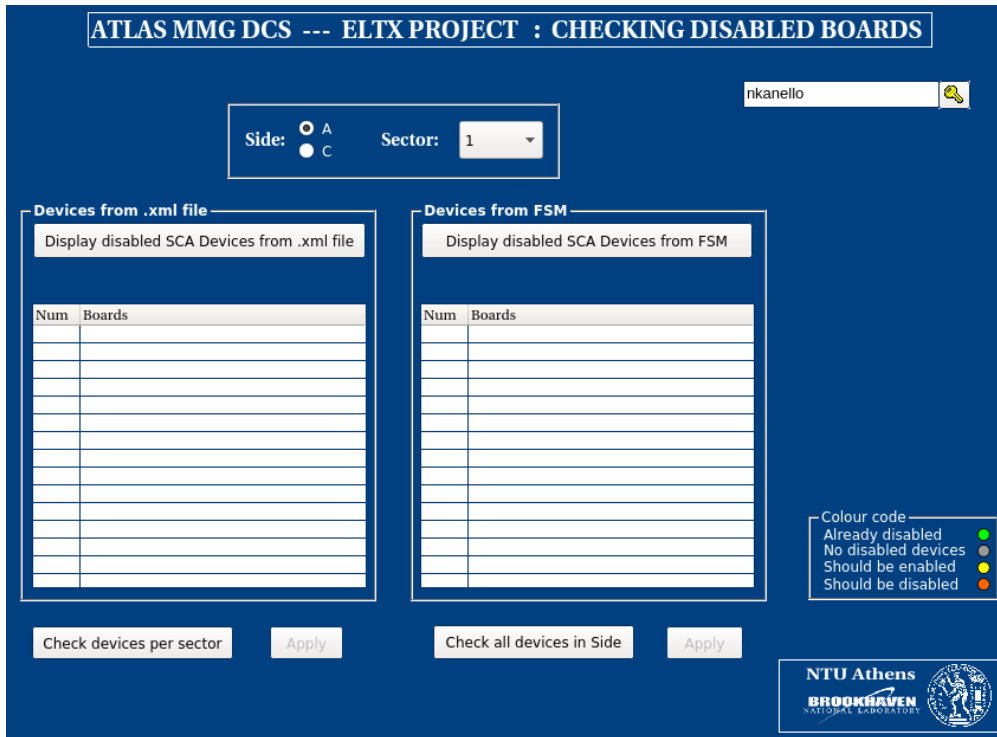 ATLAS MMG DCS --- ELTX PROJECT : CHECKING DISABLED BOARDS
nkanello
Side: A
C
Sector: 1
Devices from .xml file
Display disabled SCA Devices from .xml file
Num Boards
Devices from FSM
Display disabled SCA Devices from FSM
Num Boards
Colour code
Already disabled
No disabled devices
Should be enabled
Should be disabled
Check devices per sector
Apply
Check all devices in Side
Apply
NTU Athens
BROOKHAVEN
NATIONAL LABORATORY